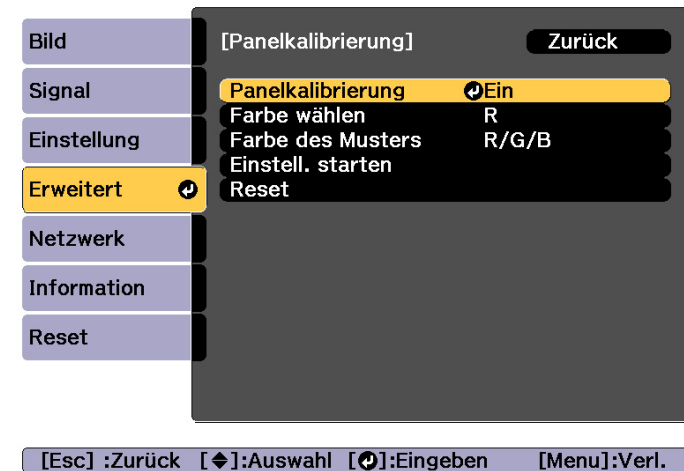 Bild
Signal
Einstellung
Erweitert
Netzwerk
Information
Reset
[Panelkalibrierung] Zurück
Panelkalibrierung Ein
Farbe wählen R
Farbe des Musters R/G/B
Einstell. starten
Reset
[Esc] :Zurück [◆]:Auswahl [↵]:Eingeben [Menu]:Verl.